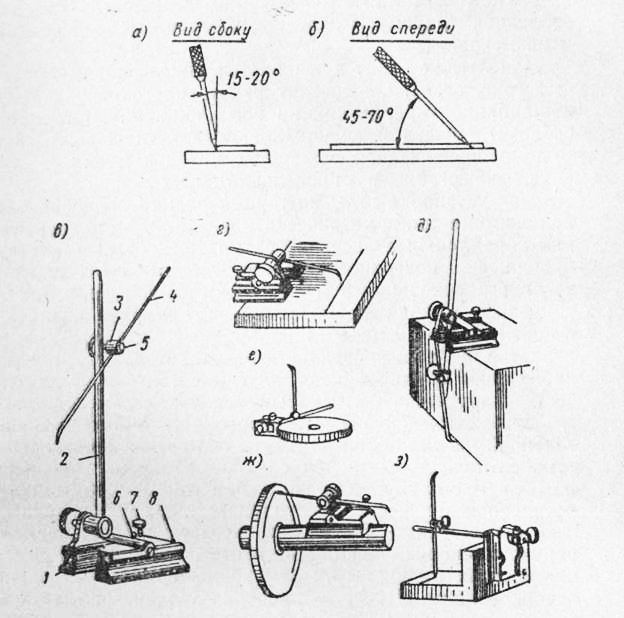 а) Вид сбоку б) Вид спереди
15-20°
45-70°
в) г) д)
3 4
5
е)
2
ж) з)
6 7 8
1